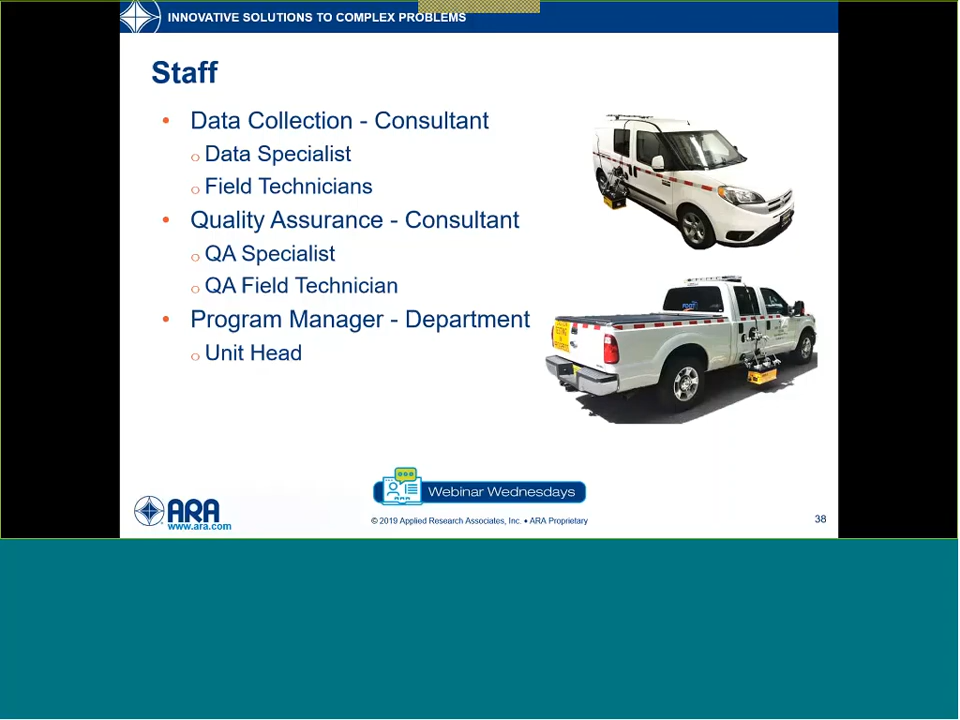 INNOVATIVE SOLUTIONS TO COMPLEX PROBLEMS
Staff
• Data Collection - Consultant
o Data Specialist
o Field Technicians
• Quality Assurance - Consultant
o QA Specialist
o QA Field Technician
• Program Manager - Department
o Unit Head
FDOT
Webinar Wednesdays
ARA
www.ara.com
© 2019 Applied Research Associates, Inc. • ARA Proprietary
38